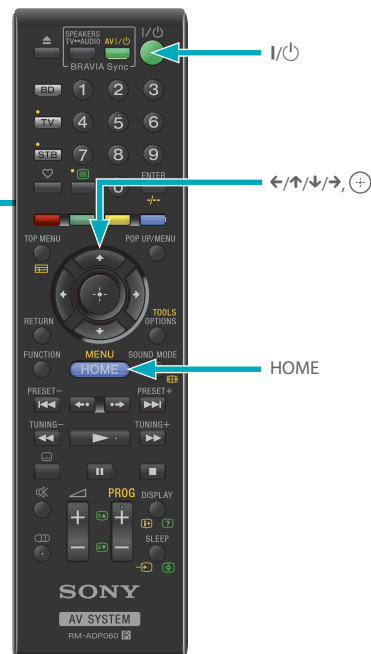 SPEAKERS
TV↔AUDIO AV I/⏻ I/⏻
BRAVIA Sync
I/⏻
BD 1 2 3
TV 4 5 6
STB 7 8 9
0 ENTER
-/--
←/↑/↓/→,
TOP MENU POP UP/MENU
TOOLS
RETURN OPTIONS
FUNCTION MENU SOUND MODE
HOME
HOME
PRESET− PRESET+
TUNING− TUNING+
PROG DISPLAY
+ + ?
SLEEP
− −
SONY
AV SYSTEM
RM-ADP060 R